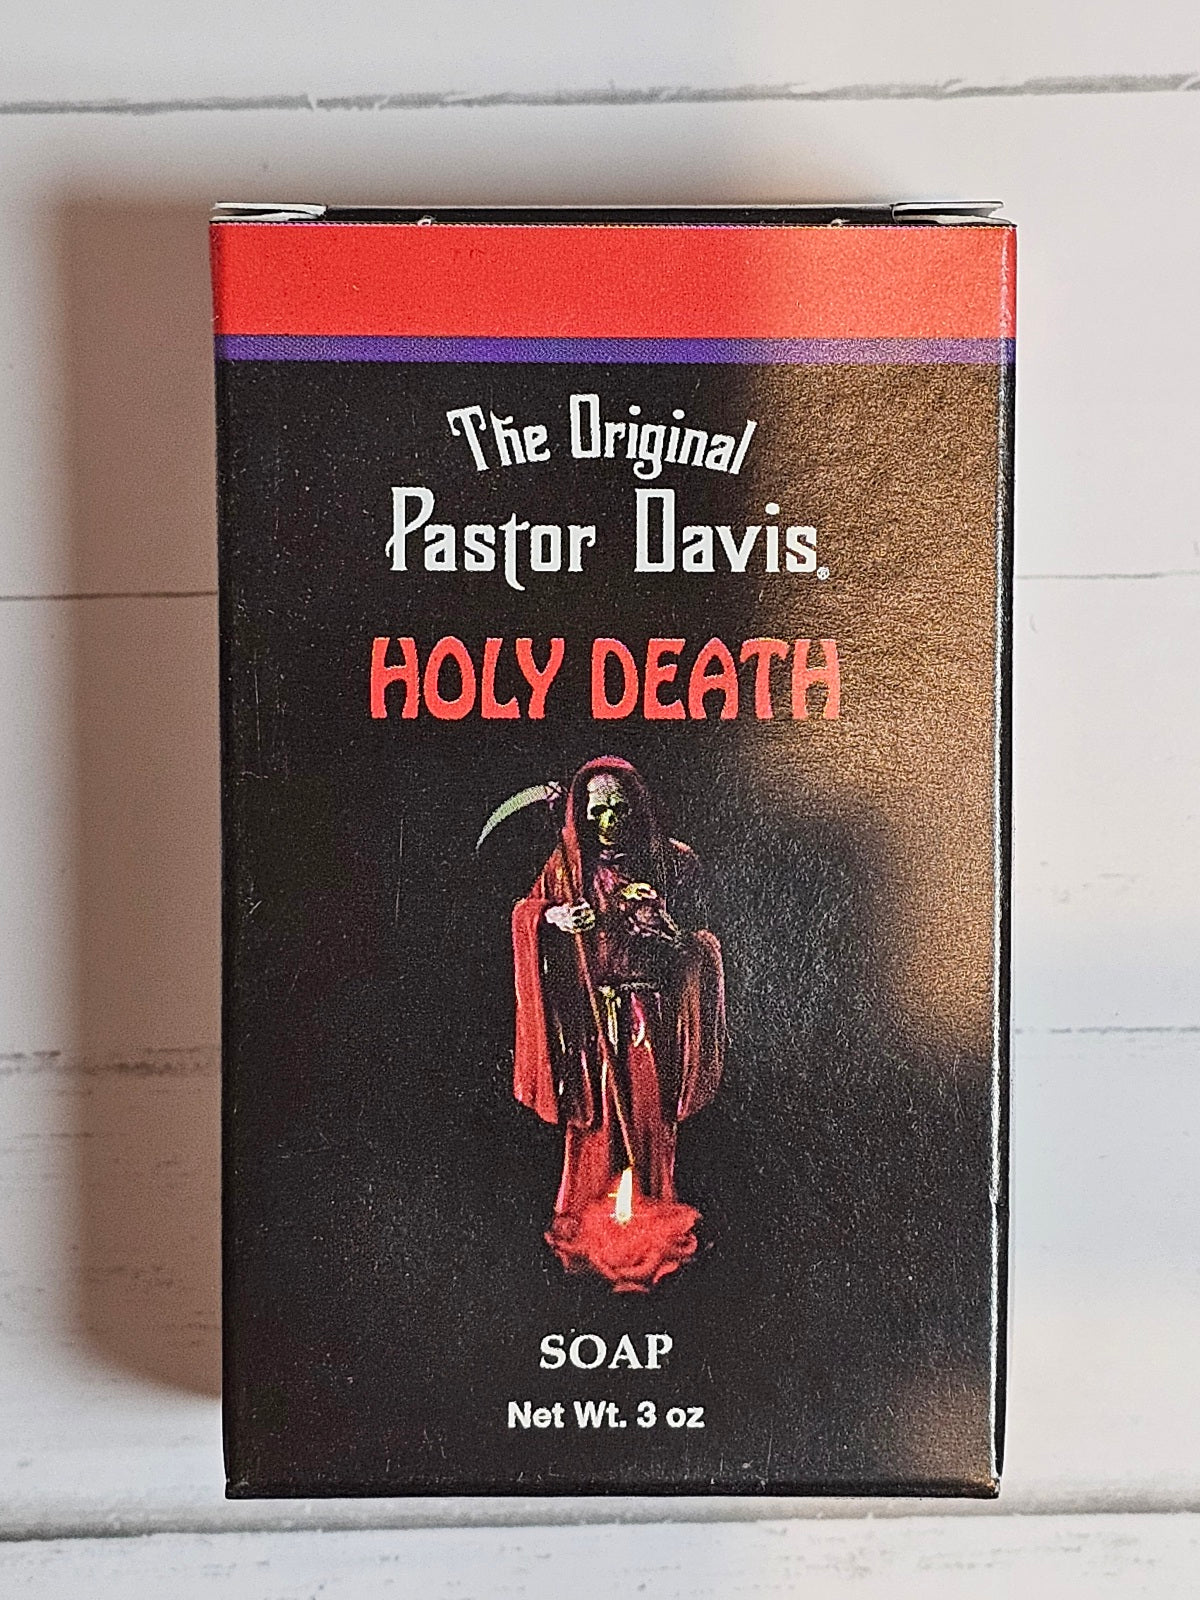 The Original
Pastor Davis®
HOLY DEATH
SOAP
Net Wt. 3 oz